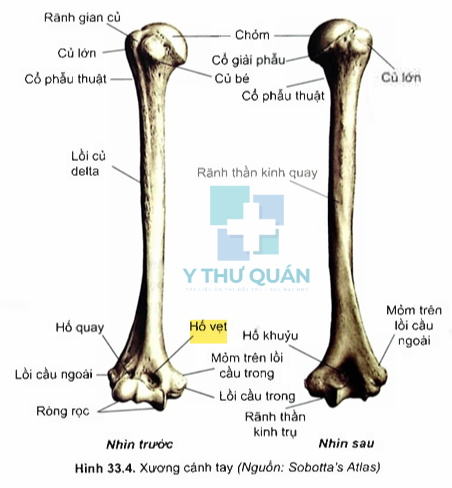 Rãnh gian củ
Chỏm
Củ lớn
Cổ giải phẫu
Củ bé
Củ lớn
Cổ phẫu thuật
Cổ phẫu thuật
Lồi củ
delta
Rãnh thần kinh quay
Y THƯ QUÁN
Hố quay
Hố vẹt
Hố khuỷu
Mỏm trên
lồi cầu
ngoài
Mỏm trên lồi
cầu trong
Lồi cầu ngoài
Lồi cầu trong
Ròng rọc
Rãnh thần
kinh trụ
Nhìn trước
Nhìn sau
Hình 33.4. Xương cánh tay (Nguồn: Sobotta's Atlas)